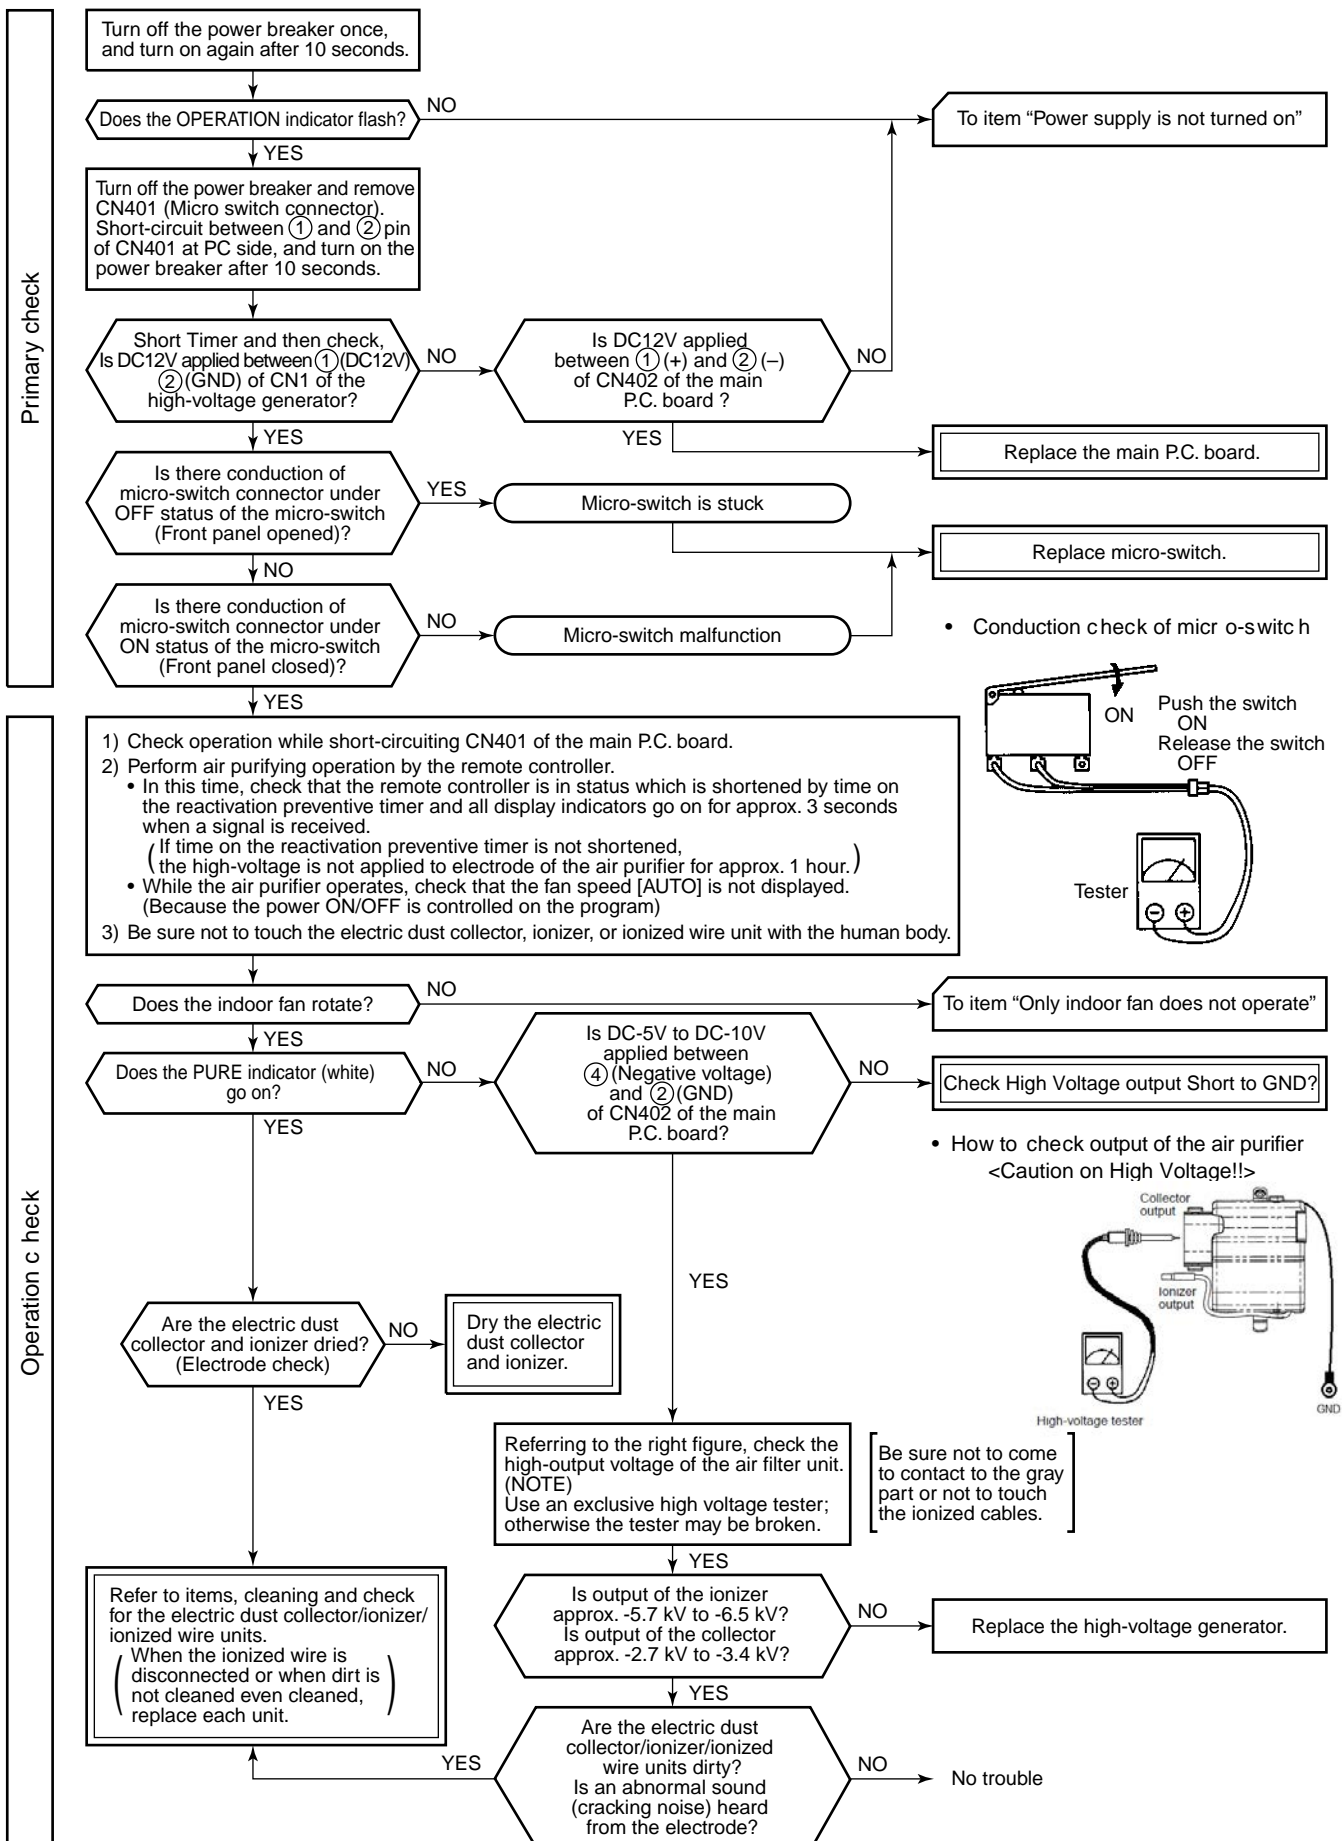 Primary check
Turn off the power breaker once,
and turn on again after 10 seconds.
Does the OPERATION indicator flash?
NO
To item “Power supply is not turned on”
YES
Turn off the power breaker and remove
CN401 (Micro switch connector).
Short-circuit between ① and ② pin
of CN401 at PC side, and turn on the
power breaker after 10 seconds.
Short Timer and then check,
Is DC12V applied between ① (DC12V)
② (GND) of CN1 of the
high-voltage generator?
NO
Is DC12V applied
between ① (+) and ② (–)
of CN402 of the main
P.C. board ?
NO
YES
YES
Replace the main P.C. board.
Is there conduction of
micro-switch connector under
OFF status of the micro-switch
(Front panel opened)?
YES
Micro-switch is stuck
Replace micro-switch.
NO
Is there conduction of
micro-switch connector under
ON status of the micro-switch
(Front panel closed)?
NO
Micro-switch malfunction
YES
• Conduction c heck of micr o-s witc h
ON
Push the switch
ON
Release the switch
OFF
Tester
Operation c heck
1) Check operation while short-circuiting CN401 of the main P.C. board.
2) Perform air purifying operation by the remote controller.
• In this time, check that the remote controller is in status which is shortened by time on
the reactivation preventive timer and all display indicators go on for approx. 3 seconds
when a signal is received.
( If time on the reactivation preventive timer is not shortened,
the high-voltage is not applied to electrode of the air purifier for approx. 1 hour. )
• While the air purifier operates, check that the fan speed [AUTO] is not displayed.
(Because the power ON/OFF is controlled on the program)
3) Be sure not to touch the electric dust collector, ionizer, or ionized wire unit with the human body.
Does the indoor fan rotate?
NO
To item “Only indoor fan does not operate”
YES
Does the PURE indicator (white)
go on?
NO
Is DC-5V to DC-10V
applied between
④ (Negative voltage)
and ② (GND)
of CN402 of the main
P.C. board?
NO
Check High Voltage output Short to GND?
YES
YES
• How to check output of the air purifier
<Caution on High Voltage!!>
Collector
output
Ionizer
output
GND
High-voltage tester
Are the electric dust
collector and ionizer dried?
(Electrode check)
NO
Dry the electric
dust collector
and ionizer.
YES
Referring to the right figure, check the
high-output voltage of the air filter unit.
(NOTE)
Use an exclusive high voltage tester;
otherwise the tester may be broken.
[ Be sure not to come
to contact to the gray
part or not to touch
the ionized cables. ]
YES
Refer to items, cleaning and check
for the electric dust collector/ionizer/
ionized wire units.
( When the ionized wire is
disconnected or when dirt is
not cleaned even cleaned,
replace each unit. )
Is output of the ionizer
approx. -5.7 kV to -6.5 kV?
Is output of the collector
approx. -2.7 kV to -3.4 kV?
NO
Replace the high-voltage generator.
YES
Are the electric dust
collector/ionizer/ionized
wire units dirty?
Is an abnormal sound
(cracking noise) heard
from the electrode?
YES
NO
No trouble